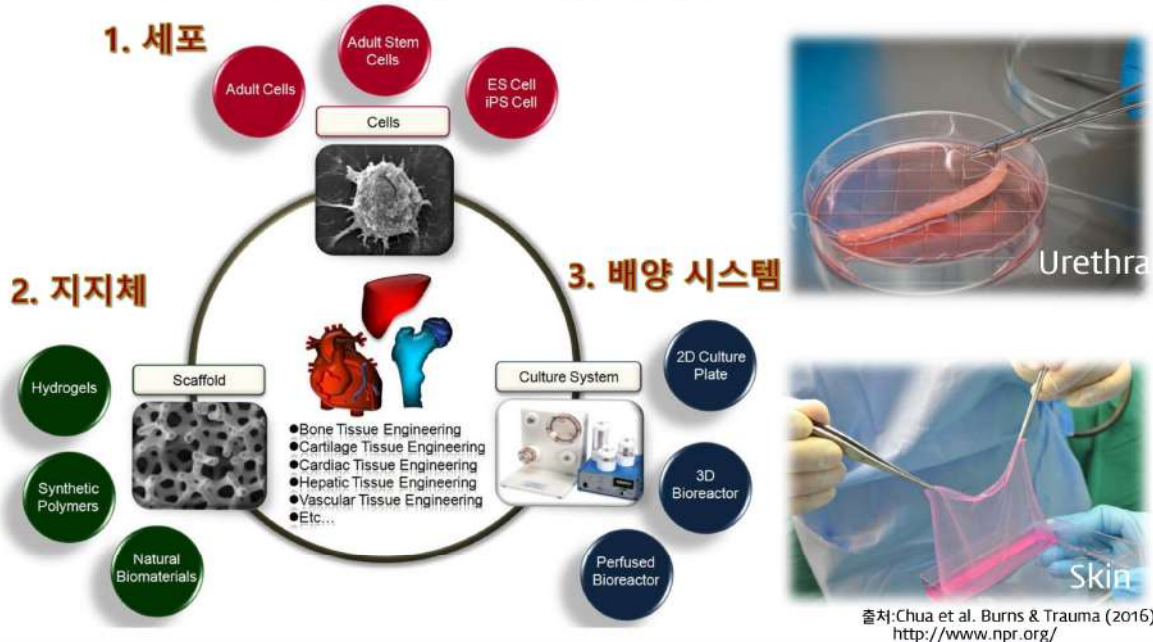 1. 세포
Adult Cells
Adult Stem
Cells
ES Cell
iPS Cell
Cells
2. 지지체
Hydrogels
Synthetic
Polymers
Natural
Biomaterials
Scaffold
●Bone Tissue Engineering
●Cartilage Tissue Engineering
●Cardiac Tissue Engineering
●Hepatic Tissue Engineering
●Vascular Tissue Engineering
●Etc...
3. 배양 시스템
Culture System
2D Culture
Plate
3D
Bioreactor
Perfused
Bioreactor
Urethra
Skin
출처:Chua et al. Burns & Trauma (2016)
http://www.npr.org/